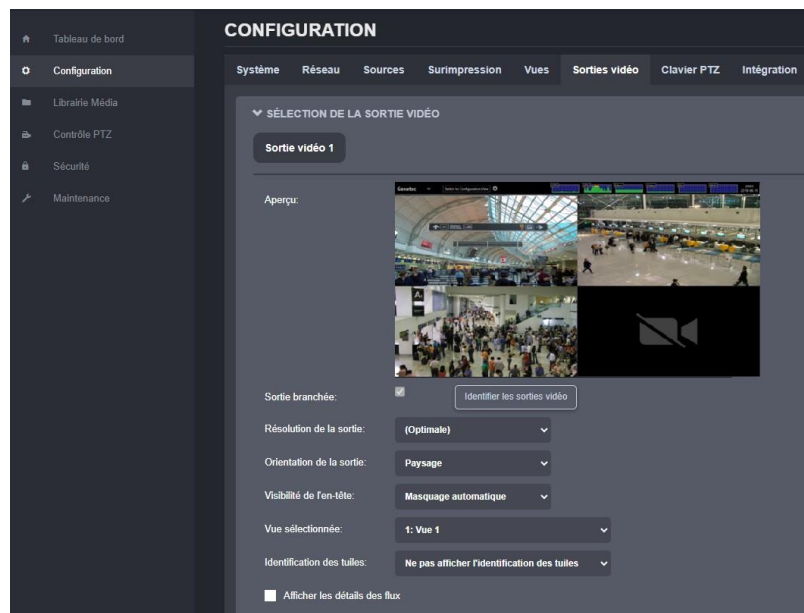 CONFIGURATION
Tableau de bord
Configuration
Librairie Média
Contrôle PTZ
Sécurité
Maintenance
Système Réseau Sources Surimpression Vues Sorties vidéo Clavier PTZ Intégration
SÉLECTION DE LA SORTIE VIDÉO
Sortie vidéo 1
Aperçu:
Genetec
Sortie branchée:
Identifier les sorties vidéo
Résolution de la sortie: (Optimale)
Orientation de la sortie: Paysage
Visibilité de l'en-tête: Masquage automatique
Vue sélectionnée: 1: Vue 1
Identification des tuiles: Ne pas afficher l'identification des tuiles
Afficher les détails des flux